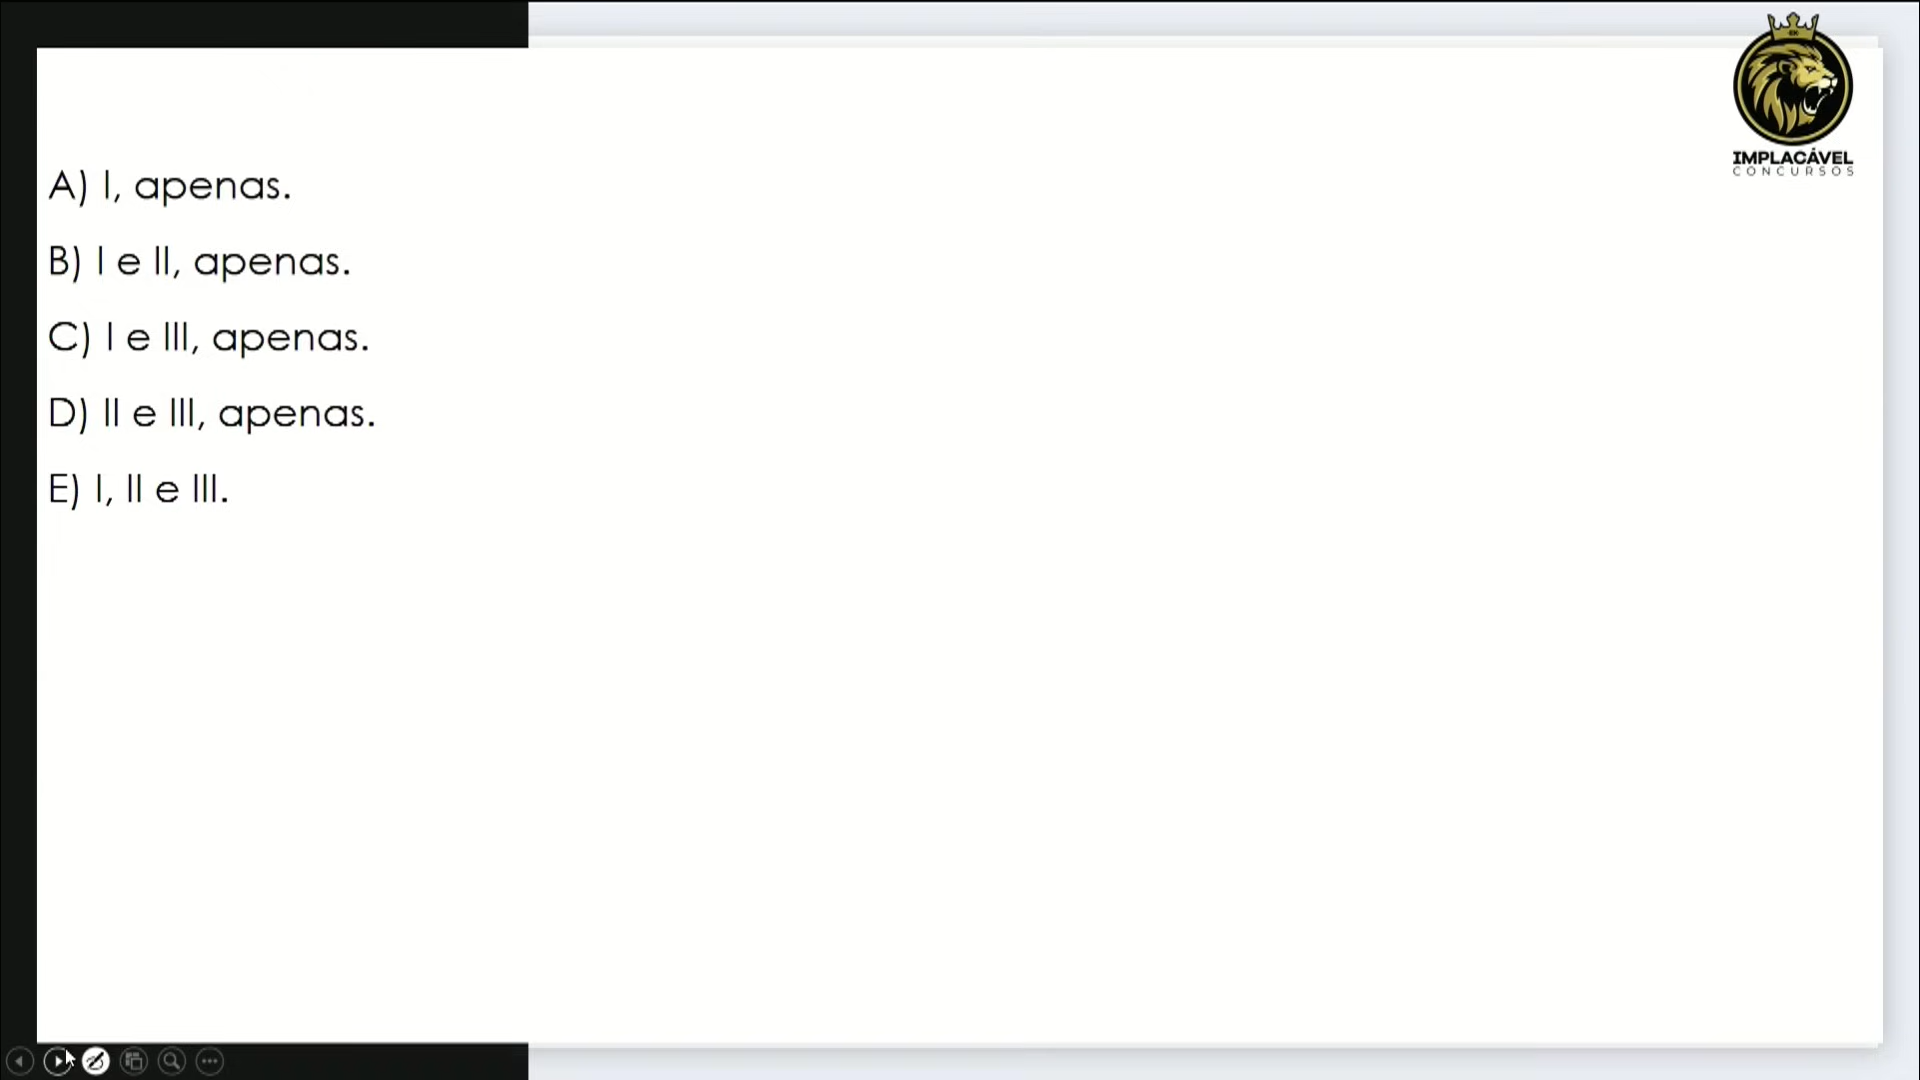 IMPLACÁVEL
CONCURSOS
A) I, apenas.
B) I e II, apenas.
C) I e III, apenas.
D) II e III, apenas.
E) I, II e III.